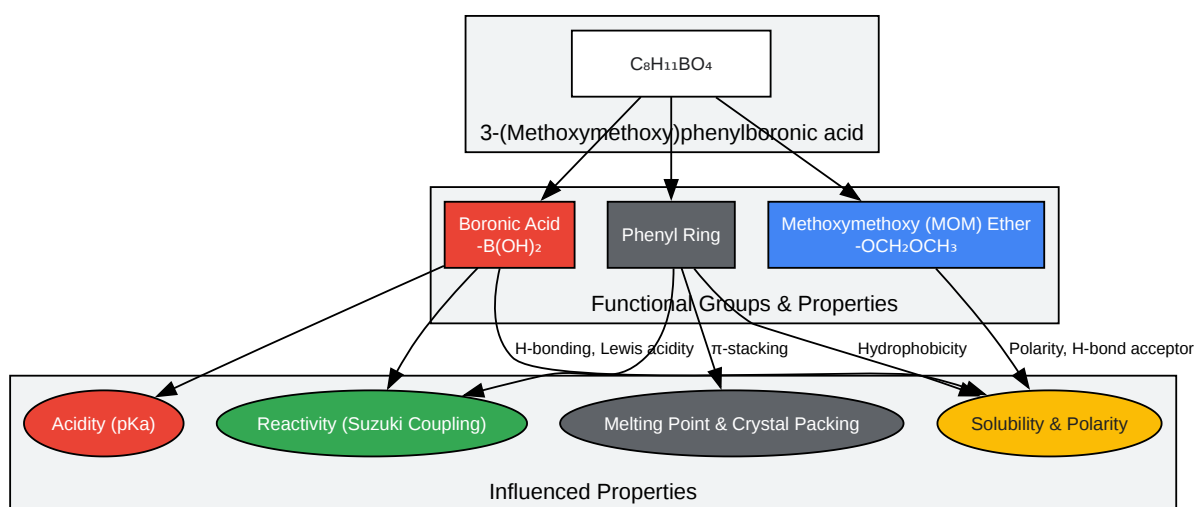 C₈H₁₁BO₄
3-(Methoxymethoxy)phenylboronic acid
Boronic Acid
-B(OH)₂
Phenyl Ring
Methoxymethoxy (MOM) Ether
-OCH₂OCH₃
Functional Groups & Properties
H-bonding, Lewis acidity
π-stacking
Hydrophobicity
Polarity, H-bond acceptor
Acidity (pKa)
Reactivity (Suzuki Coupling)
Melting Point & Crystal Packing
Solubility & Polarity
Influenced Properties